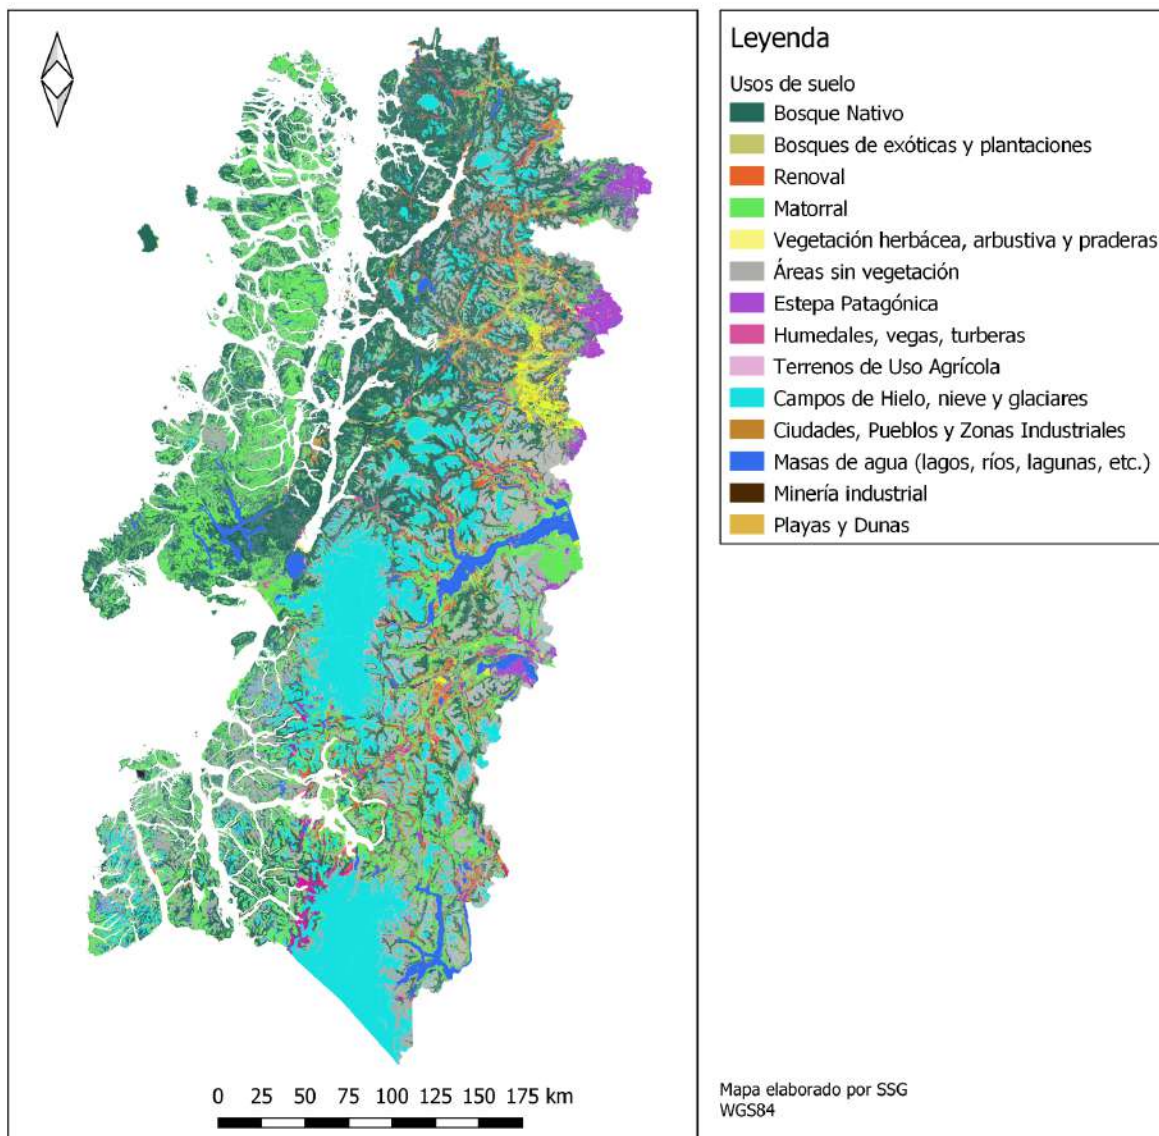 Leyenda
Usos de suelo
Bosque Nativo
Bosques de exóticas y plantaciones
Renoval
Matorral
Vegetación herbácea, arbustiva y praderas
Áreas sin vegetación
Estepa Patagónica
Humedales, vegas, turberas
Terrenos de Uso Agrícola
Campos de Hielo, nieve y glaciares
Ciudades, Pueblos y Zonas Industriales
Masas de agua (lagos, ríos, lagunas, etc.)
Minería industrial
Playas y Dunas
0 25 50 75 100 125 150 175 km
Mapa elaborado por SSG
WGS84